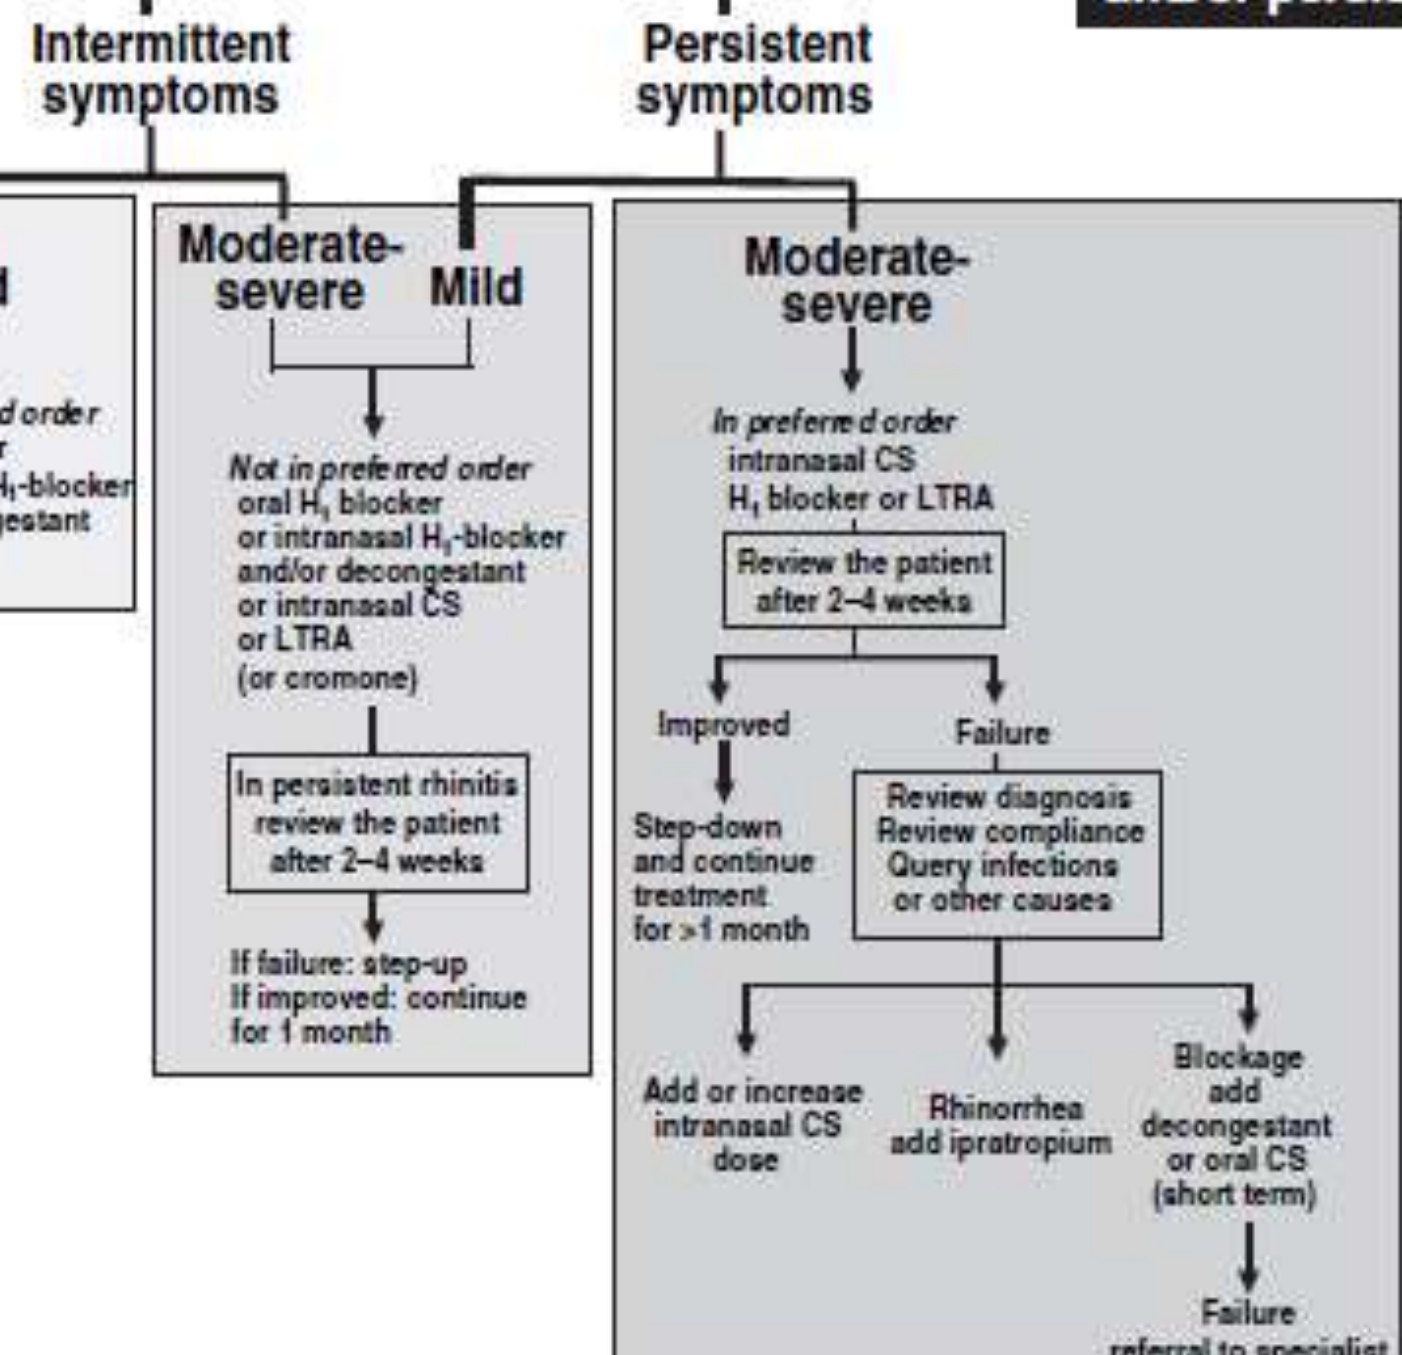 Intermittent
symptoms
Persistent
symptoms
d order
H₁-blocker
Moderate-
severe
Mild
Not in preferred order
oral H₁ blocker
or intranasal H₁-blocker
and/or decongestant
or intranasal CS
or LTRA
(or cromone)
In persistent rhinitis
review the patient
after 2–4 weeks
If failure: step-up
If improved: continue
for 1 month
Moderate-
severe
In preferred order
intranasal CS
H₁ blocker or LTRA
Review the patient
after 2–4 weeks
Improved
Step-down
and continue
treatment
for >1 month
Failure
Review diagnosis
Review compliance
Query infections
or other causes
Add or increase
intranasal CS
dose
Rhinorrhea
add ipratropium
Blockage
add
decongestant
or oral CS
(short term)
Failure
referral to specialist